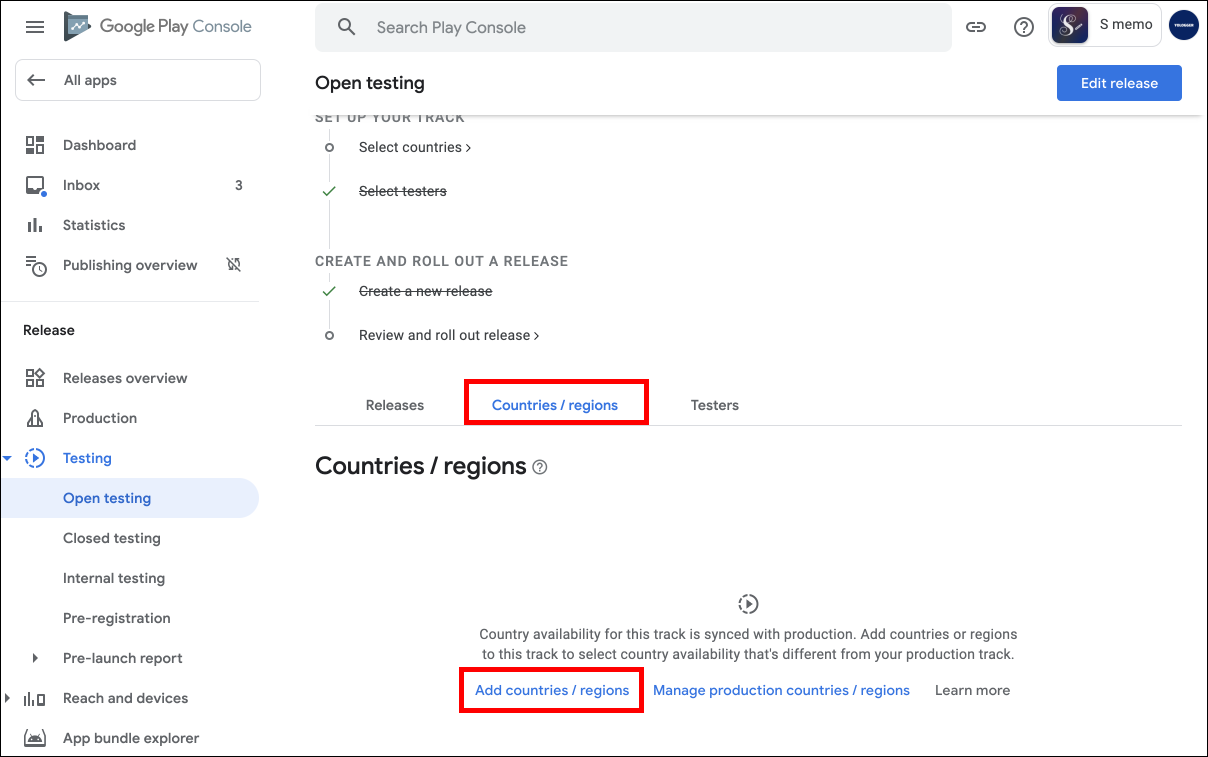 Google Play Console
Search Play Console
S memo
All apps
Open testing
Edit release
SET UP YOUR TRACK
Select countries
Select testers
CREATE AND ROLL OUT A RELEASE
Create a new release
Review and roll out release
Dashboard
Inbox 3
Statistics
Publishing overview
Release
Releases overview
Production
Testing
Open testing
Closed testing
Internal testing
Pre-registration
Pre-launch report
Reach and devices
App bundle explorer
Releases
Countries / regions
Testers
Countries / regions
Country availability for this track is synced with production. Add countries or regions
to this track to select country availability that's different from your production track.
Add countries / regions
Manage production countries / regions
Learn more